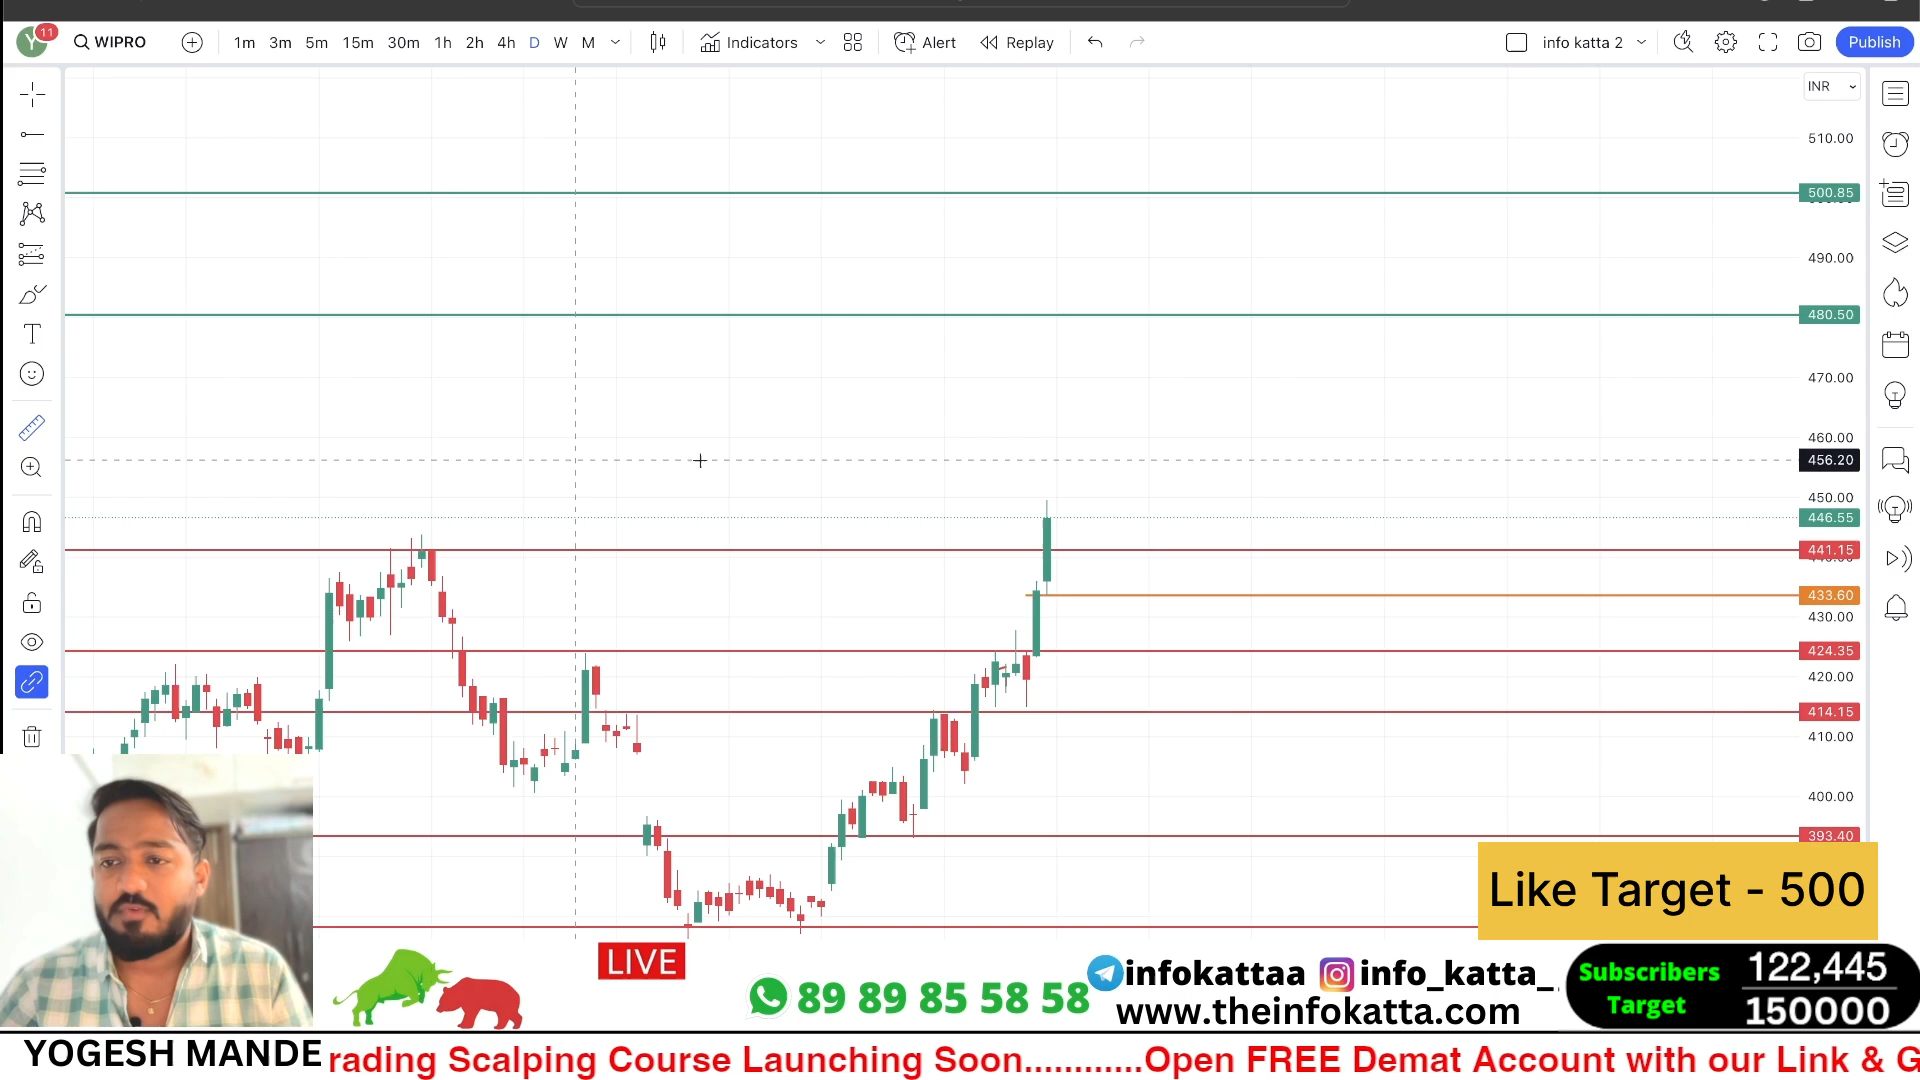 Y 11 WIPRO 1m 3m 5m 15m 30m 1h 2h 4h D W M Indicators Alert Replay info katta 2 Publish
INR
510.00
500.85
490.00
480.50
470.00
460.00
456.20
450.00
446.55
441.15
433.60
430.00
424.35
420.00
414.15
410.00
400.00
393.40
Like Target - 500
LIVE
89 89 85 58 58
infokattaa info_katta_
www.theinfokatta.com
Subscribers Target
122,445
150000
YOGESH MANDE
rading Scalping Course Launching Soon............Open FREE Demat Account with our Link & G